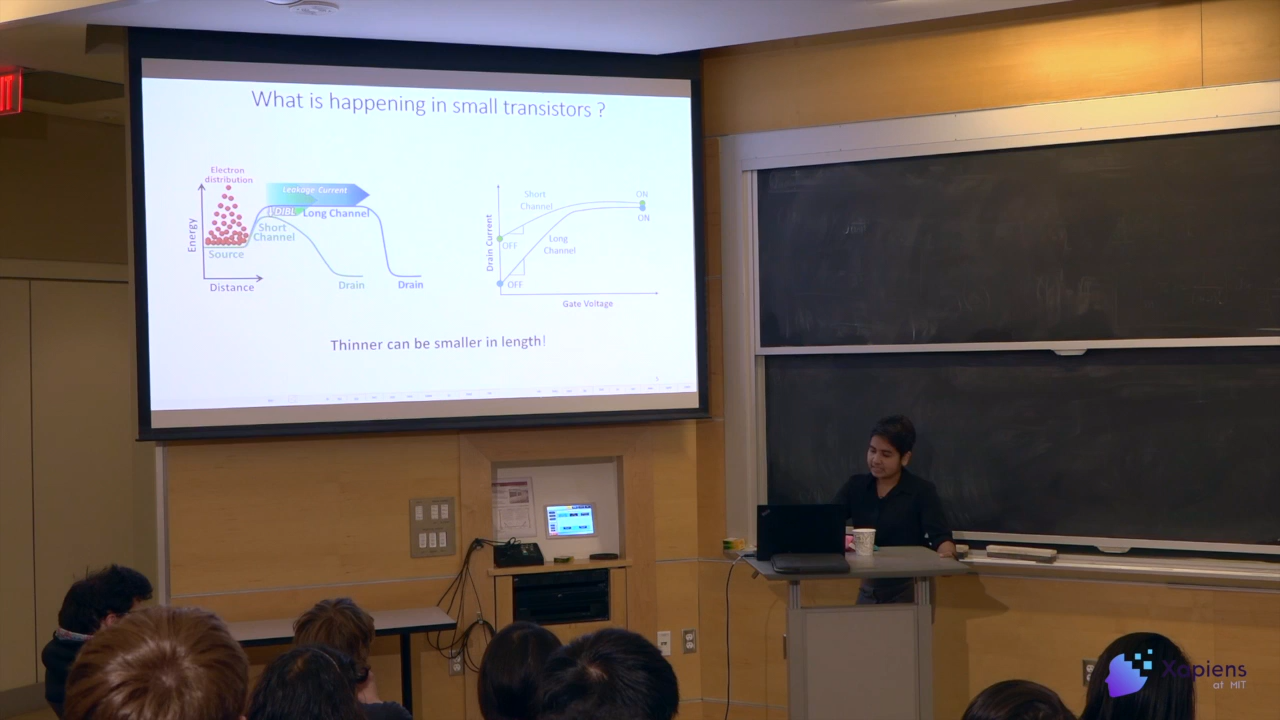 What is happening in small transistors ?
Electron
distribution
Leakage Current
DIBL
Long Channel
Short
Channel
Source
Energy
Distance
Drain
Drain
Short
Channel
ON
ON
Long
Channel
OFF
OFF
Drain Current
Gate Voltage
Thinner can be smaller in length!
Xapiens
at MIT